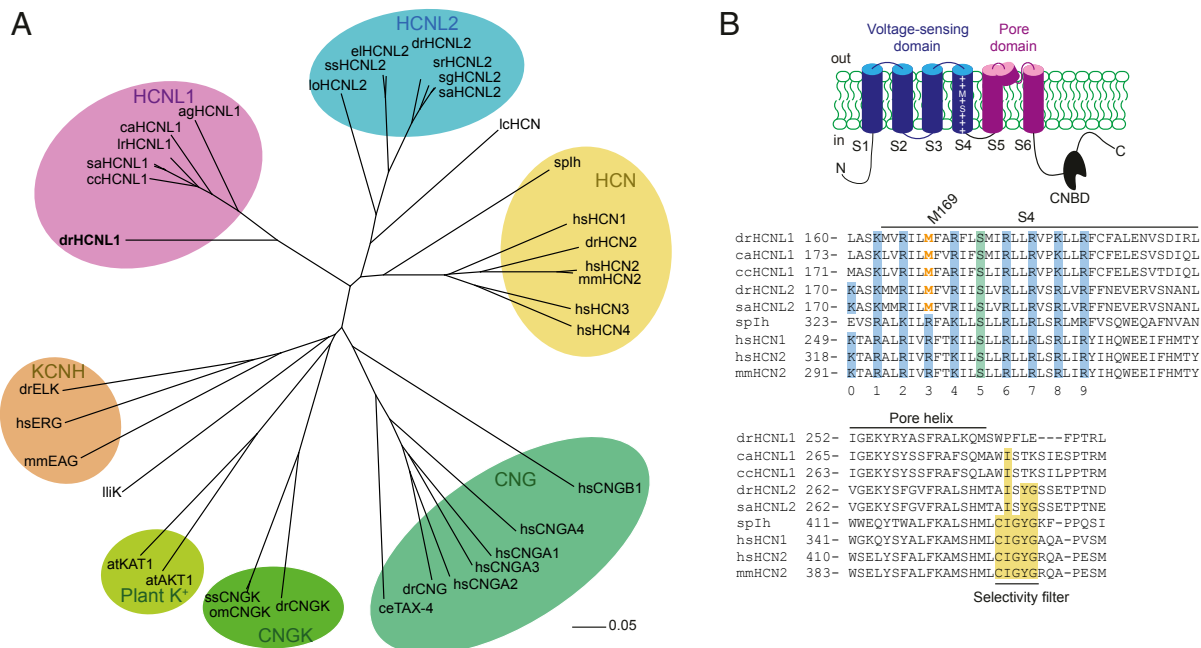 A
HCNL2
drHCNL2
elHCNL2
ssHCNL2
srHCNL2
sgHCNL2
loHCNL2
saHCNL2
HCNL1
agHCNL1
caHCNL1
lrHCNL1
saHCNL1
ccHCNL1
drHCNL1
lcHCN
spIh
HCN
hsHCN1
drHCN2
hsHCN2
mmHCN2
hsHCN3
hsHCN4
KCNH
drELK
hsERG
mmEAG
lliK
atKAT1
atAKT1
Plant K+
ssCNGK
omCNGK
drCNGK
CNGK
CNG
hsCNGB1
hsCNGA4
hsCNGA1
hsCNGA3
hsCNGA2
drCNG
ceTAX-4
0.05
B
Voltage-sensing
domain
Pore
domain
out
in
+
+
M
+
S
+
+
+
S1 S2 S3 S4 S5 S6
N
C
CNBD
M169
S4
drHCNL1 160- LASKMVRILMFARFILSMIRLLRVPKLLRFCFALENVSDIRL
caHCNL1 173- LASKLVRILMFVRIFLSMIRLLRVPKLLRFCFELESVSDIQL
ccHCNL1 171- MASKLVRILMFVRIFLSMIRLLRVPKLLRFCFELESVTDIQL
drHCNL2 170- KASKMMRILMFVRIISLVRLLRVSRLVRFFNEVERVSNANL
saHCNL2 170- KASKMMRILMFVRILSLVRLLRVSRLVRFFNEVERVSNANL
spIh 323- EVSRALKILRFAKLLSLLRLLRLSRLMRFVSQWEQAFNVAN
hsHCN1 249- KTARALRIVRFTKILSLLRLLRLSRLIRYIHQWEEIFHMTY
hsHCN2 318- KTARALRIVRFTKILSLLRLLRLSRLIRYIHQWEEIFHMTY
mmHCN2 291- KTARALRIVRFTKILSLLRLLRLSRLIRYIHQWEEIFHMTY
0 1 2 3 4 5 6 7 8 9
Pore helix
drHCNL1 252- IGEKYRYASFRALKQMSWPFLE---FPTRL
caHCNL1 265- IGEKYSYSSFRAFSQMAWISTKSIESPPTRM
ccHCNL1 263- IGEKYSYSSFRAFSQMAWISTKSIESPPTRM
drHCNL2 262- VGEKYSFGVFRALSHMTAISYGSSETPTND
saHCNL2 262- VGEKYSFGVFRALSHMTAISYGSSETPTNE
spIh 411- WWEQYTWALFKALSHMLCIGYGKF-PPQSI
hsHCN1 341- WGKQYSYALFKAMSHMLCIGYGAQA-PVSM
hsHCN2 410- WSELYSFALFKAMSHMLCIGYGRQA-PESM
mmHCN2 383- WSELYSFALFKAMSHMLCIGYGRQA-PESM
Selectivity filter